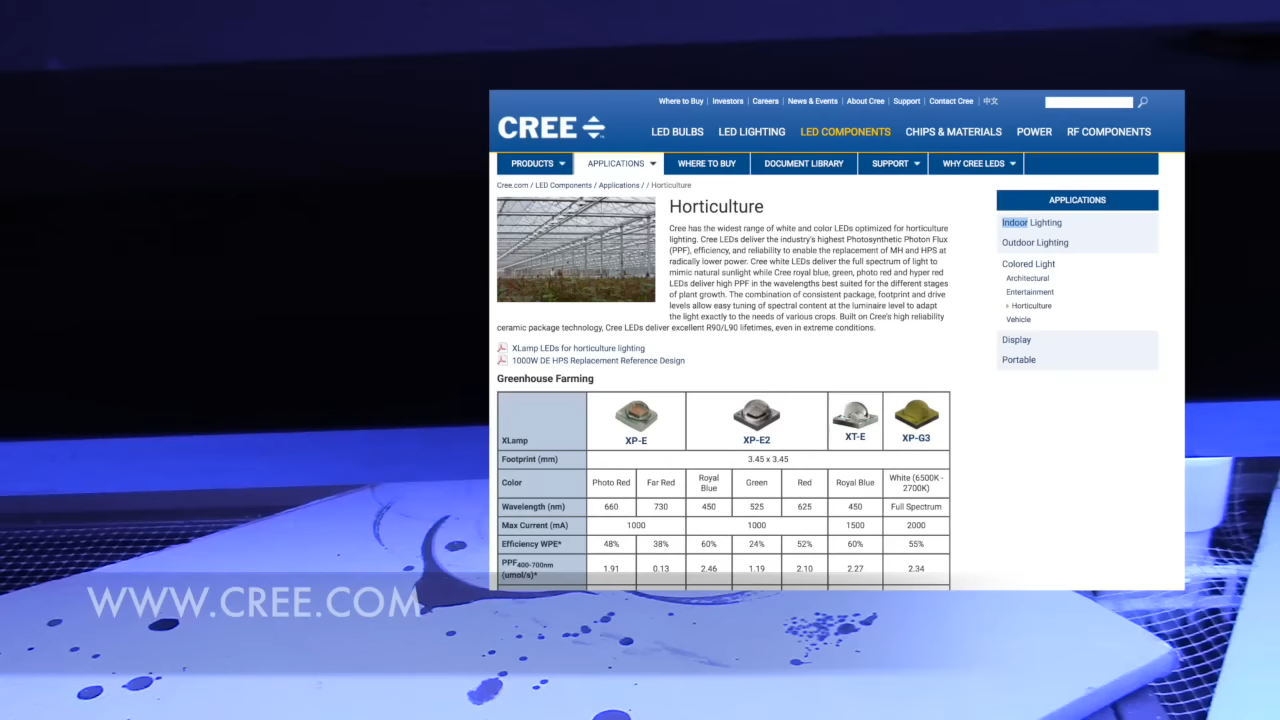 Where to Buy | Investors | Careers | News & Events | About Cree | Support | Contact Cree | 中文
CREE
LED BULBS LED LIGHTING LED COMPONENTS CHIPS & MATERIALS POWER RF COMPONENTS
PRODUCTS APPLICATIONS WHERE TO BUY DOCUMENT LIBRARY SUPPORT WHY CREE LEDS
Cree.com / LED Components / Applications / / Horticulture
Horticulture
Cree has the widest range of white and color LEDs optimized for horticulture
lighting. Cree LEDs deliver the industry's highest Photosynthetic Photon Flux
(PPF), efficiency, and reliability to enable the replacement of MH and HPS at
radically lower power. Cree white LEDs deliver the full spectrum of light to
mimic natural sunlight while Cree royal blue, green, photo red and hyper red
LEDs deliver high PPF in the wavelengths best suited for the different stages
of plant growth. The combination of consistent package, footprint and drive
levels allow easy tuning of spectral content at the luminaire level to adapt
the light exactly to the needs of various crops. Built on Cree's high reliability
ceramic package technology, Cree LEDs deliver excellent R90/L90 lifetimes, even in extreme conditions.
XLamp LEDs for horticulture lighting
1000W DE HPS Replacement Reference Design
Greenhouse Farming
XLamp XP-E XP-E2 XT-E XP-G3
Footprint (mm) 3.45 x 3.45
Color Photo Red Far Red Royal Blue Green Red Royal Blue White (6500K - 2700K)
Wavelength (nm) 660 730 450 525 625 450 Full Spectrum
Max Current (mA) 1000 1000 1500 2000
Efficiency WPE* 48% 38% 60% 24% 52% 60% 55%
PPF400-700nm (umol/s)* 1.91 0.13 2.46 1.19 2.10 2.27 2.34
APPLICATIONS
Indoor Lighting
Outdoor Lighting
Colored Light
Architectural
Entertainment
Horticulture
Vehicle
Display
Portable
WWW.CREE.COM